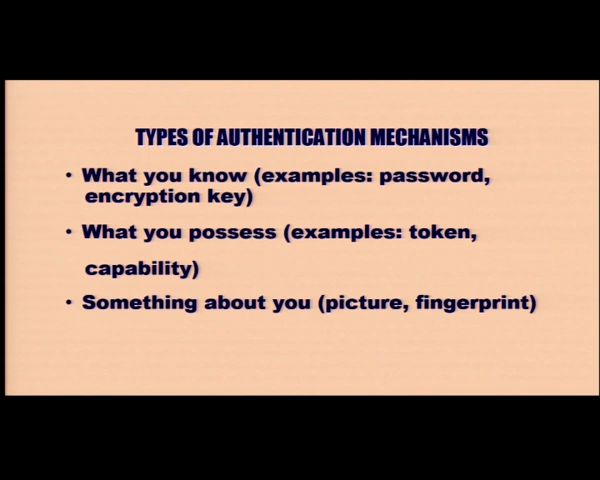 TYPES OF AUTHENTICATION MECHANISMS
• What you know (examples: password,
encryption key)
• What you possess (examples: token,
capability)
• Something about you (picture, fingerprint)